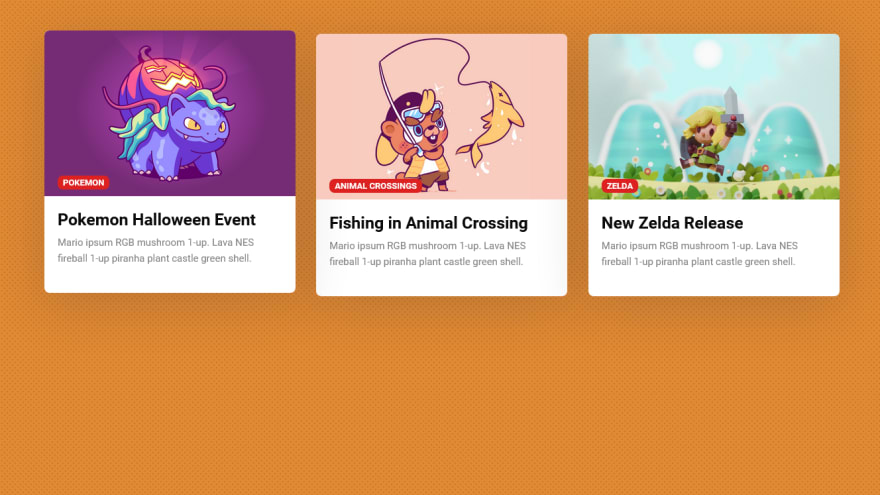 POKEMON
Pokemon Halloween Event
Mario ipsum RGB mushroom 1-up. Lava NES
fireball 1-up piranha plant castle green shell.
ANIMAL CROSSINGS
Fishing in Animal Crossing
Mario ipsum RGB mushroom 1-up. Lava NES
fireball 1-up piranha plant castle green shell.
ZELDA
New Zelda Release
Mario ipsum RGB mushroom 1-up. Lava NES
fireball 1-up piranha plant castle green shell.